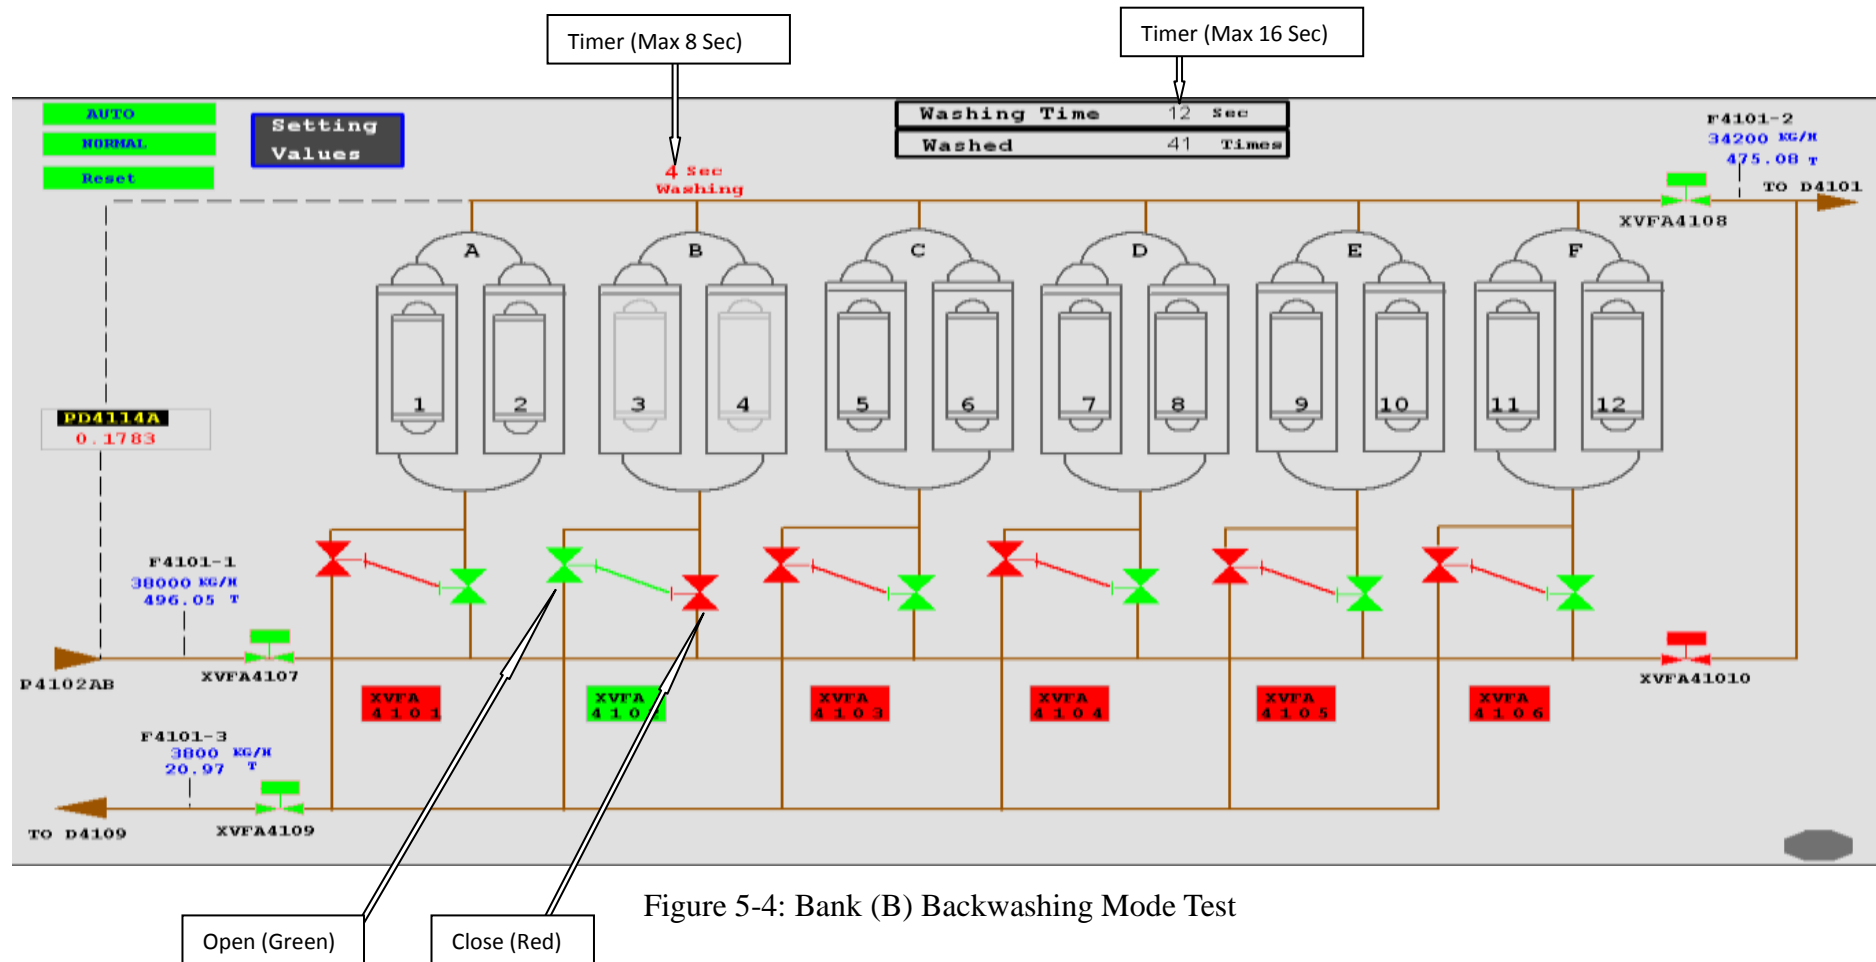 Timer (Max 8 Sec)
Timer (Max 16 Sec)
AUTO
NORMAL
Reset
Setting
Values
Washing Time 12 Sec
Washed 41 Times
4 Sec
Washing
F4101-2
34200 KG/H
475.08 T
TO D4101
XVFA4108
A
B
C
D
E
F
1
2
3
4
5
6
7
8
9
10
11
12
PD4114A
0.1783
F4101-1
38000 KG/H
496.05 T
P4102AB
XVFA4107
XVFA41010
XVFA
4101
XVFA
410
XVFA
4103
XVFA
4104
XVFA
4105
XVFA
4106
F4101-3
3800 KG/H
20.97 T
TO D4109
XVFA4109
Open (Green)
Close (Red)
Figure 5-4: Bank (B) Backwashing Mode Test